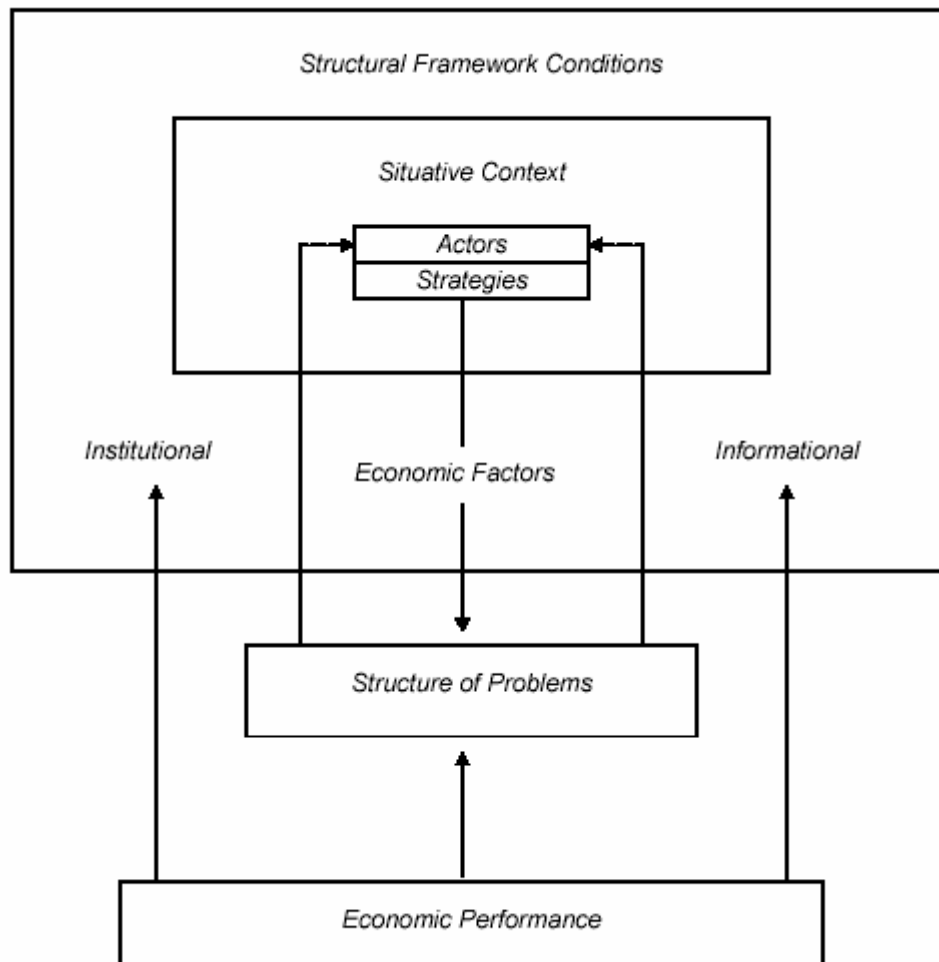 Structural Framework Conditions
Situative Context
Actors
Strategies
Institutional
Informational
Economic Factors
Structure of Problems
Economic Performance